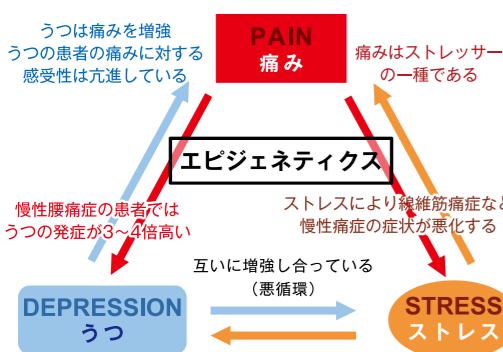 うつは痛みを増強
うつの患者の痛みに対する
感受性は亢進している
PAIN
痛み
痛みはストレッサー
の一種である
エピジェネティクス
慢性腰痛症の患者では
うつの発症が3〜4倍高い
ストレスにより線維筋痛症など
慢性痛症の症状が悪化する
互いに増強し合っている
（悪循環）
DEPRESSION
うつ
STRESS
ストレス